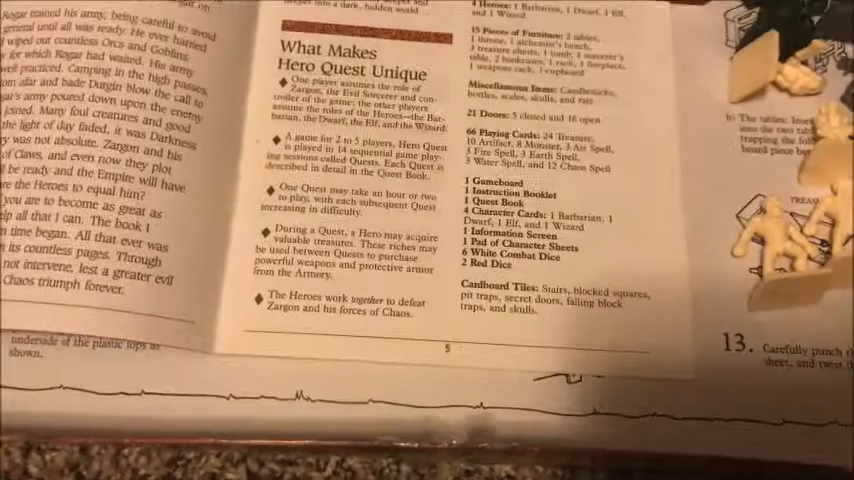 Rogar trained his army, being careful to avoid
general until all was ready. He ever harried
wiped out countless Orcs and Goblins.
for which Rogar had waited. His army
well practiced. Camping in the high passes,
afar and bade Durgin blow the call to
army poured down upon the enemy
joined. Many foul creatures and good
the light of day faded, it was Darkness
was not absolute. Zargon and his
of Claws, and even now they plot
be ready and the Empire will have
the Heroes to equal him?
you are to become as great as
help all that I can. The book I
time began. All that ever was
its countless pages. Through
not intervene, lest a greater evil
Chaos triumph forever.
underside of the plastic tops as
shown.
What Makes
Hero Quest Unique
One player assumes the role of
Zargon, the Evil Sorcerer and con-
troller of the game; the other players
assume the roles of the Heroes--the Bar-
barian, the Dwarf, the Elf, and the Wizard.
A game for 2 to 5 players, Hero Quest
is played in 14 sequential game play-
ing sessions called Quests. Each Quest is
described in detail in the Quest Book.
One Quest may take an hour or two
to play, with each subsequent Quest
increasing in difficulty.
During a Quest, a Hero may acquire
valuable treasures. These riches may
be used between Quests to purchase
powerful weapons and protective armor
from the Armory.
The Heroes work together to defeat
Zargon and his forces of Chaos.
4 Heroes: 1 Barbarian, 1 Dwarf, 1 Elf,
and 1 Wizard
15 Pieces of Furniture: 2 tables,
1 throne, 1 alchemist's bench,
3 treasure chests, 1 tomb, 1 sorcerer's
table, 2 bookcases, 1 rack, 1 fireplace,
1 weapons rack, 1 cupboard
Miscellaneous Items: Candlesticks,
bottles, scales, skulls, and rats
21 Doors: 5 closed and 16 open
66 Playing Cards: 24 Treasure,
10 Artifact, 8 Monster, 3 Air Spell,
3 Fire Spell, 3 Earth Spell,
3 Water Spell, and 12 Chaos Spell
1 Gameboard
1 Instruction Booklet
1 Quest Book
4 Character Cards: 1 Barbarian, 1
Dwarf, 1 Elf, and 1 Wizard
1 Information Screen
1 Pad of Character Sheets
6 White Combat Dice
2 Red Dice
Cardboard Tiles: Stairs, blocked squares,
pit traps, secret doors, falling block
traps, and skulls.
5
b: The tables: Insert
into the two
trapping the
board piece
13. Carefully punch
sheet, and twist